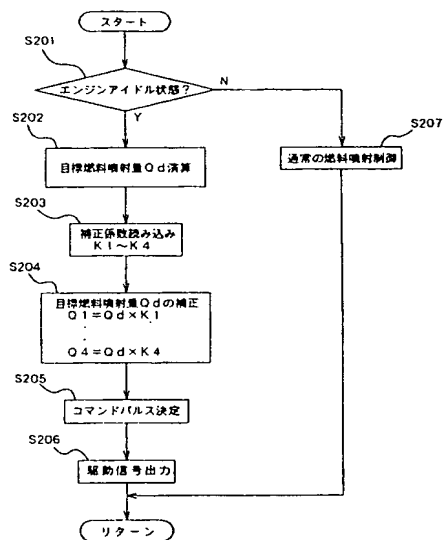 スタート
S201
エンジンアイドル状態?
N
Y
S202
目標燃料噴射量Qd演算
S207
通常の燃料噴射制御
S203
補正係数読み込み
K1~K4
S204
目標燃料噴射量Qdの補正
Q1=Qd×K1
.
.
Q4=Qd×K4
S205
コマンドパルス決定
S206
駆動信号出力
リターン